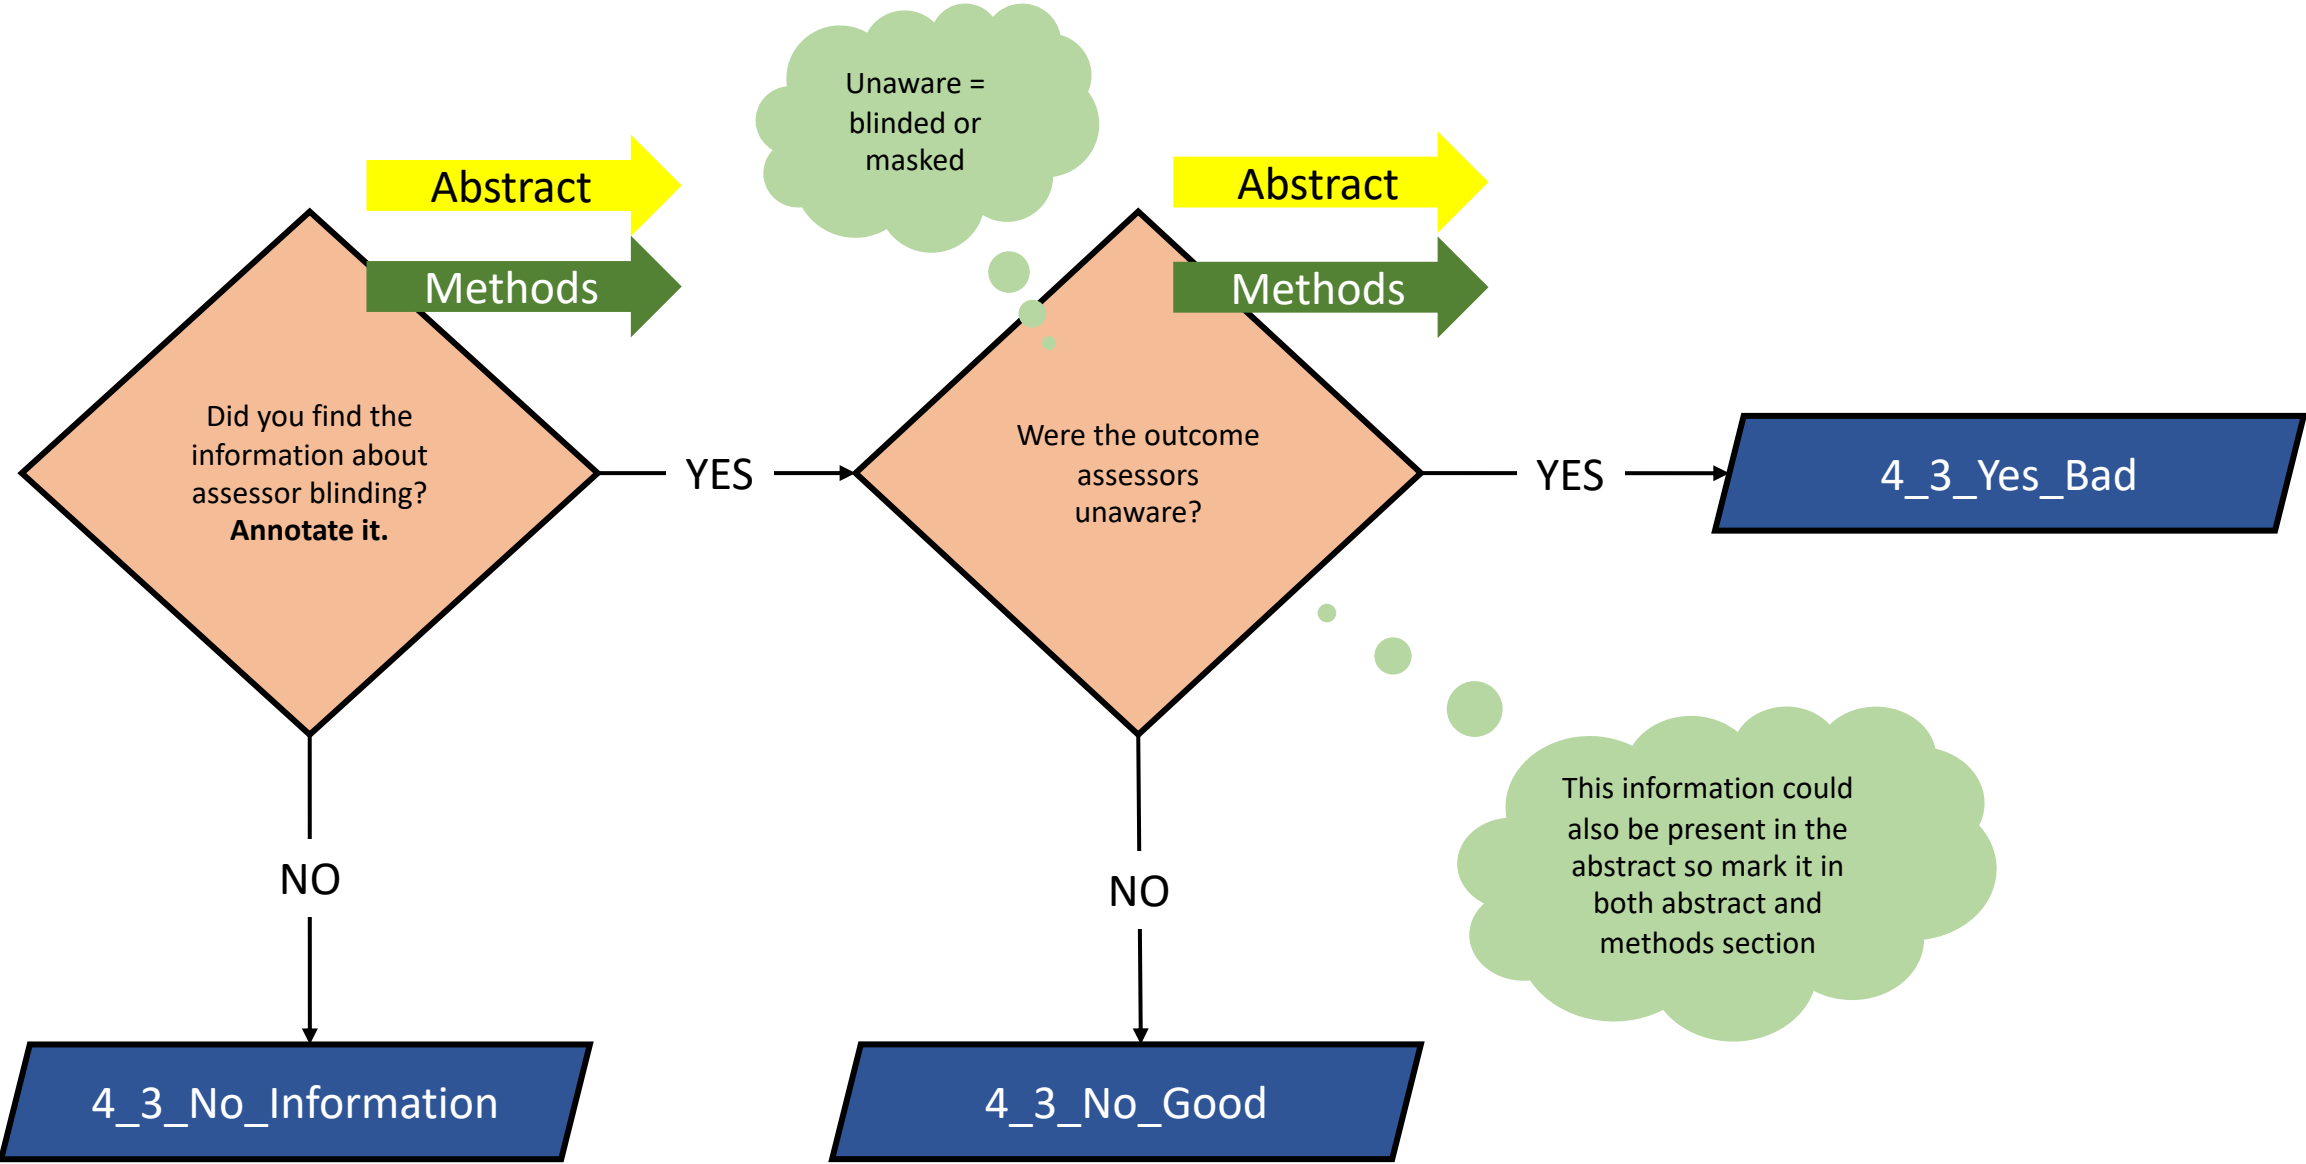 Unaware =
blinded or
masked
Abstract
Methods
Abstract
Methods
Did you find the
information about
assessor blinding?
Annotate it.
YES
Were the outcome
assessors
unaware?
YES
4_3_Yes_Bad
NO
NO
This information could
also be present in the
abstract so mark it in
both abstract and
methods section
4_3_No_Information
4_3_No_Good